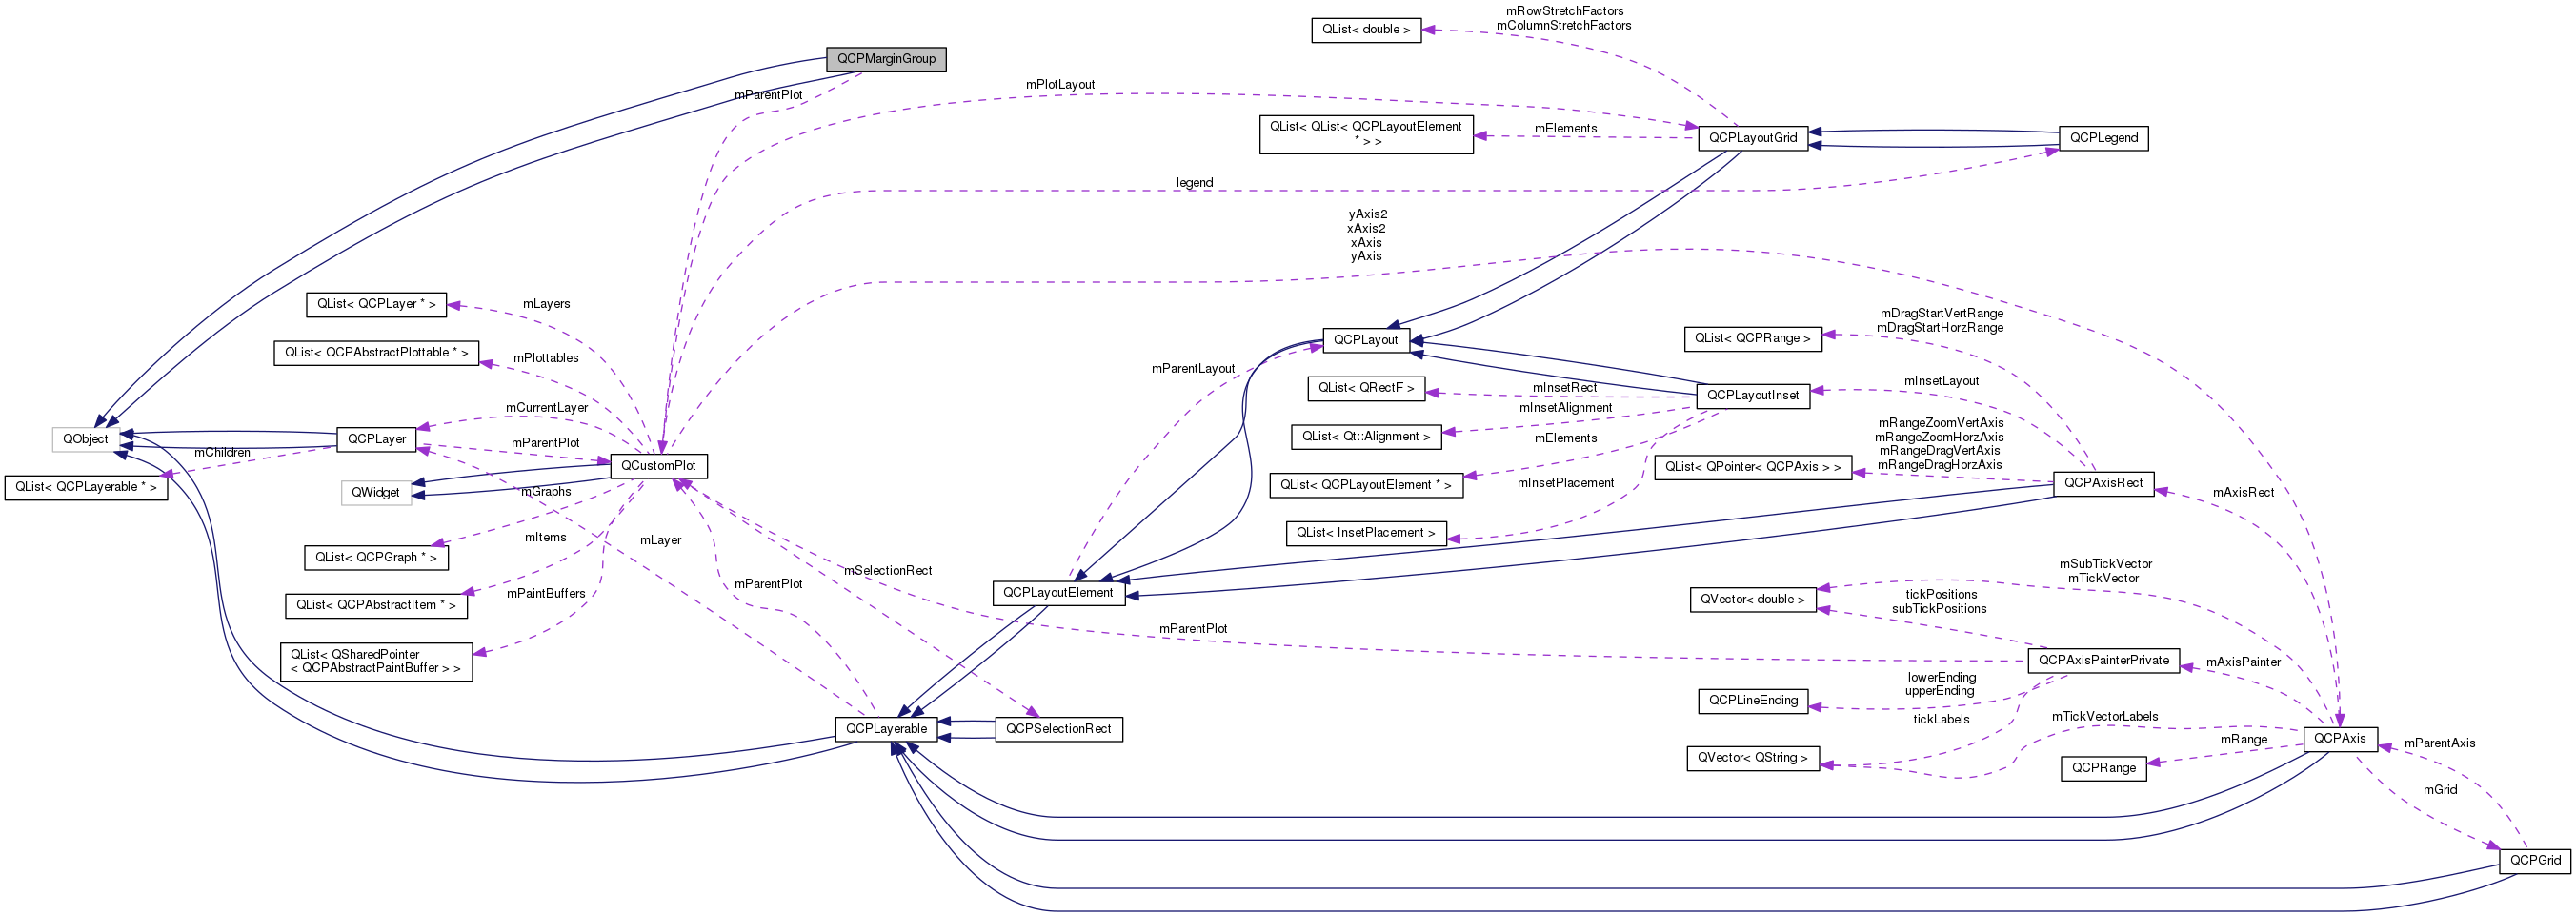 mRowStretchFactors
mColumnStretchFactors
QList< double >
QCPMarginGroup
mPlotLayout
mParentPlot
QList< QList< QCPLayoutElement
* > >
mElements
QCPLayoutGrid
QCPLegend
legend
yAxis2
xAxis2
xAxis
yAxis
QList< QCPLayer * >
mLayers
mDragStartVertRange
mDragStartHorzRange
QList< QCPRange >
QCPLayout
QList< QCPAbstractPlottable * >
mPlottables
mParentLayout
mInsetLayout
QList< QRectF >
mInsetRect
QCPLayoutInset
mCurrentLayer
mInsetAlignment
mRangeZoomVertAxis
mRangeZoomHorzAxis
mRangeDragVertAxis
mRangeDragHorzAxis
QObject
QCPLayer
mParentPlot
QList< Qt::Alignment >
mElements
mChildren
QCustomPlot
QList< QPointer< QCPAxis > >
QList< QCPLayerable * >
QWidget
mGraphs
QList< QCPLayoutElement * >
mInsetPlacement
QCPAxisRect
mAxisRect
QList< QCPGraph * >
mItems
mLayer
QList< InsetPlacement >
mSelectionRect
mSubTickVector
mTickVector
QList< QCPAbstractItem * >
mPaintBuffers
mParentPlot
QCPLayoutElement
QVector< double >
tickPositions
subTickPositions
mParentPlot
QList< QSharedPointer
< QCPAbstractPaintBuffer > >
QCPAxisPainterPrivate
mAxisPainter
lowerEnding
upperEnding
QCPLineEnding
QCPLayerable
QCPSelectionRect
tickLabels
mTickVectorLabels
QCPAxis
mRange
mParentAxis
QVector< QString >
QCPRange
mGrid
QCPGrid